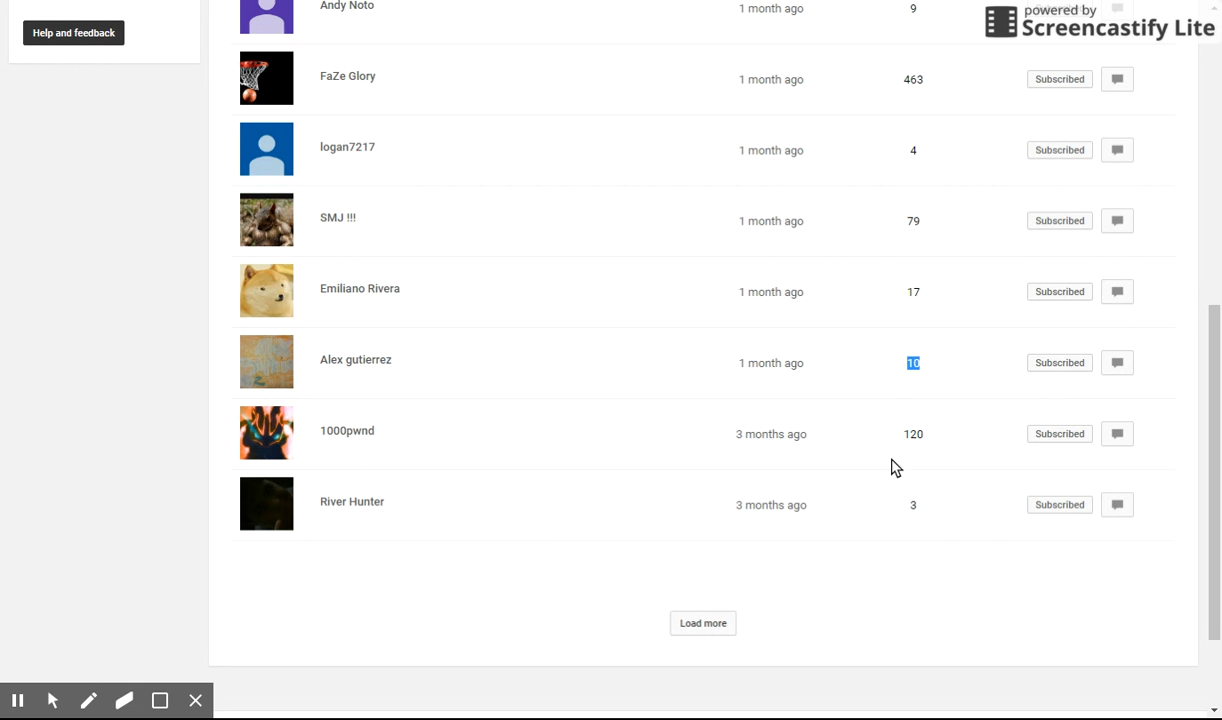 Andy Noto 1 month ago 9
powered by
Screencastify Lite
Help and feedback
FaZe Glory 1 month ago 463 Subscribed
logan7217 1 month ago 4 Subscribed
SMJ !!! 1 month ago 79 Subscribed
Emiliano Rivera 1 month ago 17 Subscribed
Alex gutierrez 1 month ago 10 Subscribed
1000pwnd 3 months ago 120 Subscribed
River Hunter 3 months ago 3 Subscribed
Load more